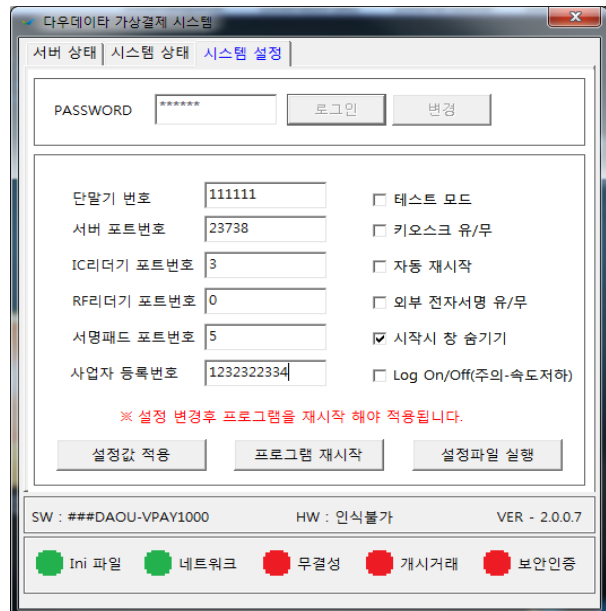 다우데이타 가상결제 시스템
서버 상태 시스템 상태 시스템 설정
PASSWORD ****** 로그인 변경
단말기 번호 111111 테스트 모드
서버 포트번호 23738 키오스크 유/무
IC리더기 포트번호 3 자동 재시작
RF리더기 포트번호 0 외부 전자서명 유/무
서명패드 포트번호 5 시작시 창 숨기기
사업자 등록번호 1232322334 Log On/Off(주의-속도저하)
※ 설정 변경후 프로그램을 재시작 해야 적용됩니다.
설정값 적용 프로그램 재시작 설정파일 실행
SW : ###DAOU-VPAY1000 HW : 인식불가 VER - 2.0.0.7
Ini 파일 네트워크 무결성 개시거래 보안인증